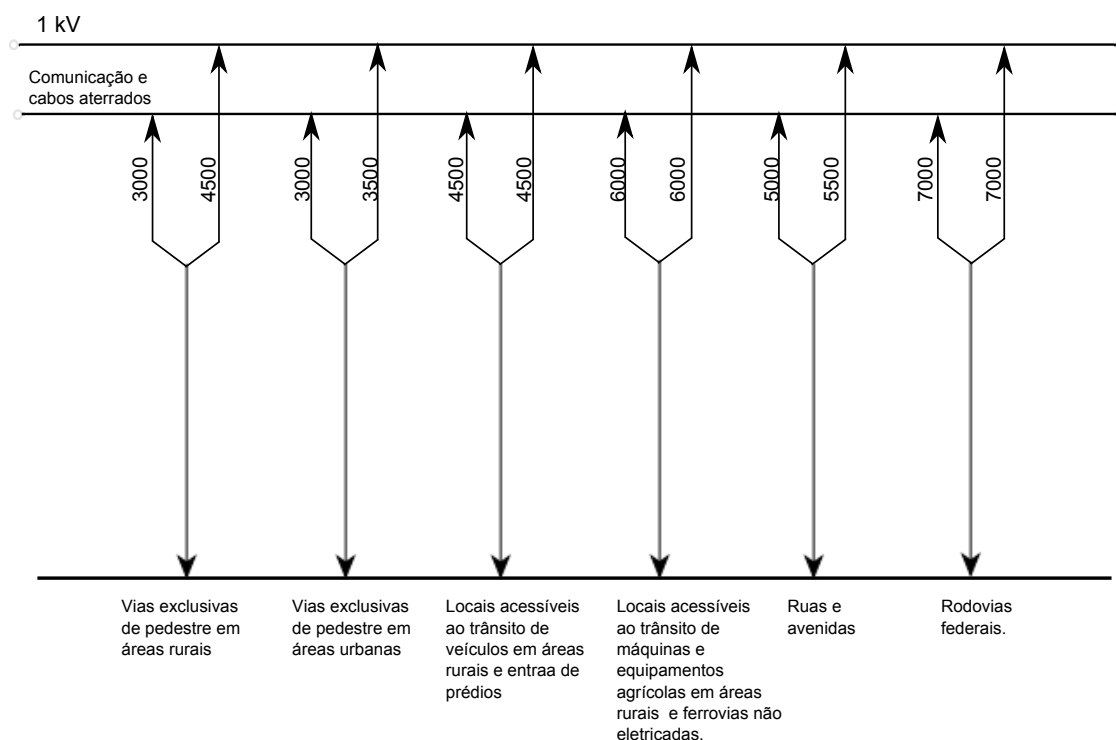 1 kV
Comunicação e
cabos aterrados
3000
4500
3000
3500
4500
4500
6000
6000
5000
5500
7000
7000
Vias exclusivas
de pedestre em
áreas rurais
Vias exclusivas
de pedestre em
áreas urbanas
Locais acessíveis
ao trânsito de
veículos em áreas
rurais e entraa de
prédios
Locais acessíveis
ao trânsito de
máquinas e
equipamentos
agrícolas em áreas
rurais e ferrovias não
eletricadas.
Ruas e
avenidas
Rodovias
federais.